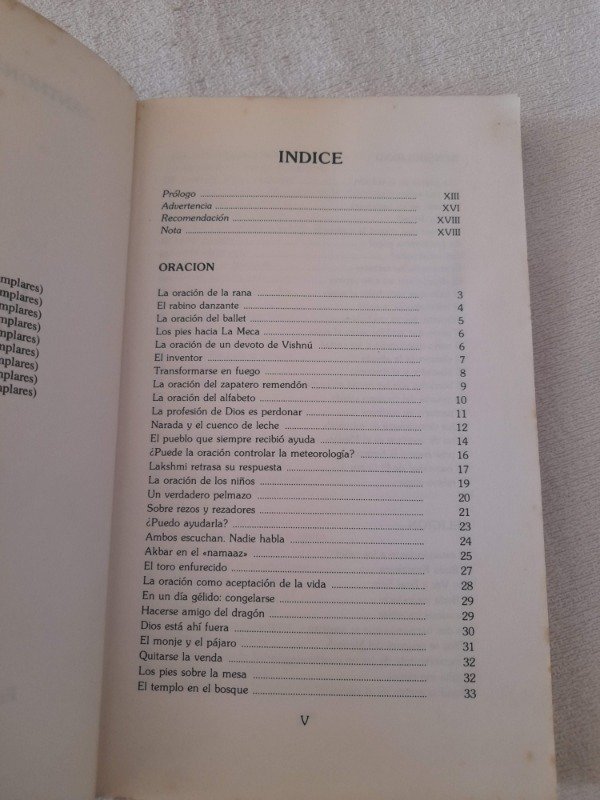 mplares)
mplares)
mplares)
mplares)
mplares)
mplares)
mplares)
mplares)
mplares)
INDICE
Prólogo XIII
Advertencia XVI
Recomendación XVIII
Nota XVIII
ORACION
La oración de la rana 3
El rabino danzante 4
La oración del ballet 5
Los pies hacia La Meca 6
La oración de un devoto de Vishnú 6
El inventor 7
Transformarse en fuego 8
La oración del zapatero remendón 9
La oración del alfabeto 10
La profesión de Dios es perdonar 11
Narada y el cuenco de leche 12
El pueblo que siempre recibió ayuda 14
¿Puede la oración controlar la meteorología? 16
Lakshmi retrasa su respuesta 17
La oración de los niños 19
Un verdadero pelmazo 20
Sobre rezos y rezadores 21
¿Puedo ayudarla? 23
Ambos escuchan. Nadie habla 24
Akbar en el «namaaz» 25
El toro enfurecido 27
La oración como aceptación de la vida 28
En un día gélido: congelarse 29
Hacerse amigo del dragón 29
Dios está ahí fuera 30
El monje y el pájaro 31
Quitarse la venda 32
Los pies sobre la mesa 32
El templo en el bosque 33
V